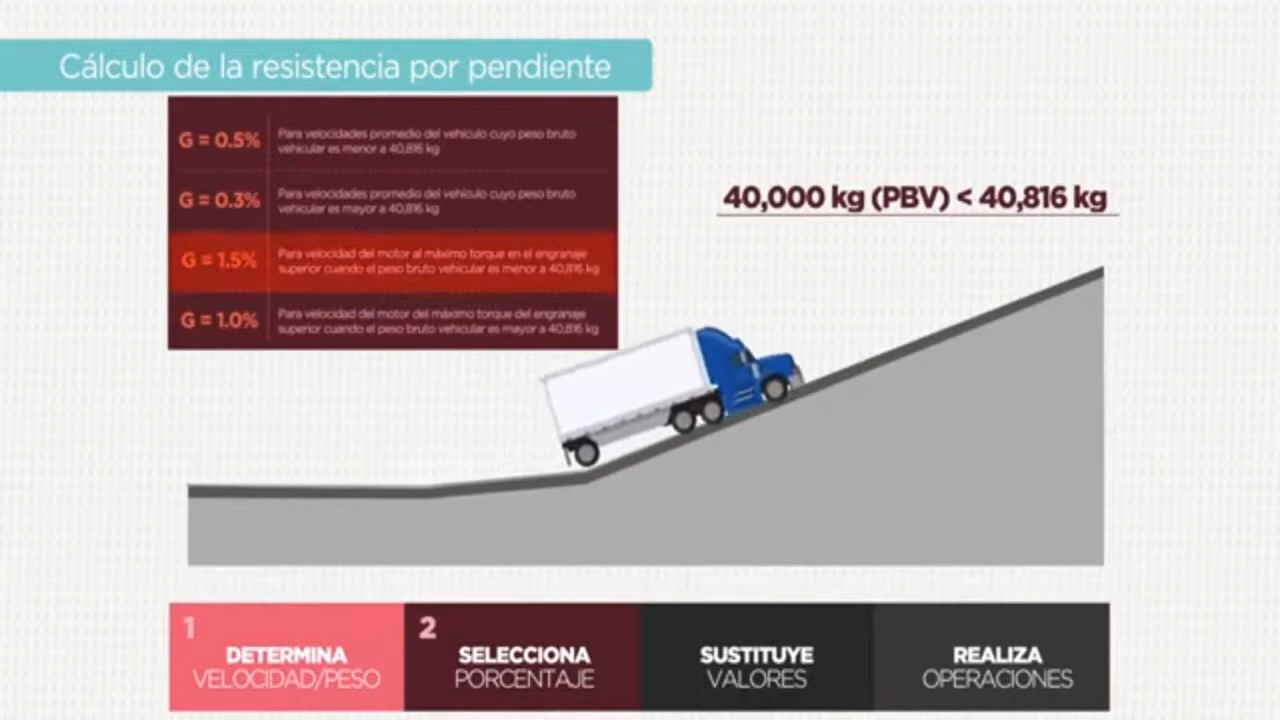 Cálculo de la resistencia por pendiente
G = 0.5%
Para velocidades promedio del vehículo cuyo peso bruto
vehicular es menor a 40,816 kg
G = 0.3%
Para velocidades promedio del vehículo cuyo peso bruto
vehicular es mayor a 40,816 kg
G = 1.5%
Para velocidad del motor al máximo torque en el engranaje
superior cuando el peso bruto vehicular es menor a 40,816 kg
G = 1.0%
Para velocidad del motor del máximo torque del engranaje
superior cuando el peso bruto vehicular es mayor a 40,816 kg
40,000 kg (PBV) < 40,816 kg
1
DETERMINA
VELOCIDAD/PESO
2
SELECCIONA
PORCENTAJE
SUSTITUYE
VALORES
REALIZA
OPERACIONES